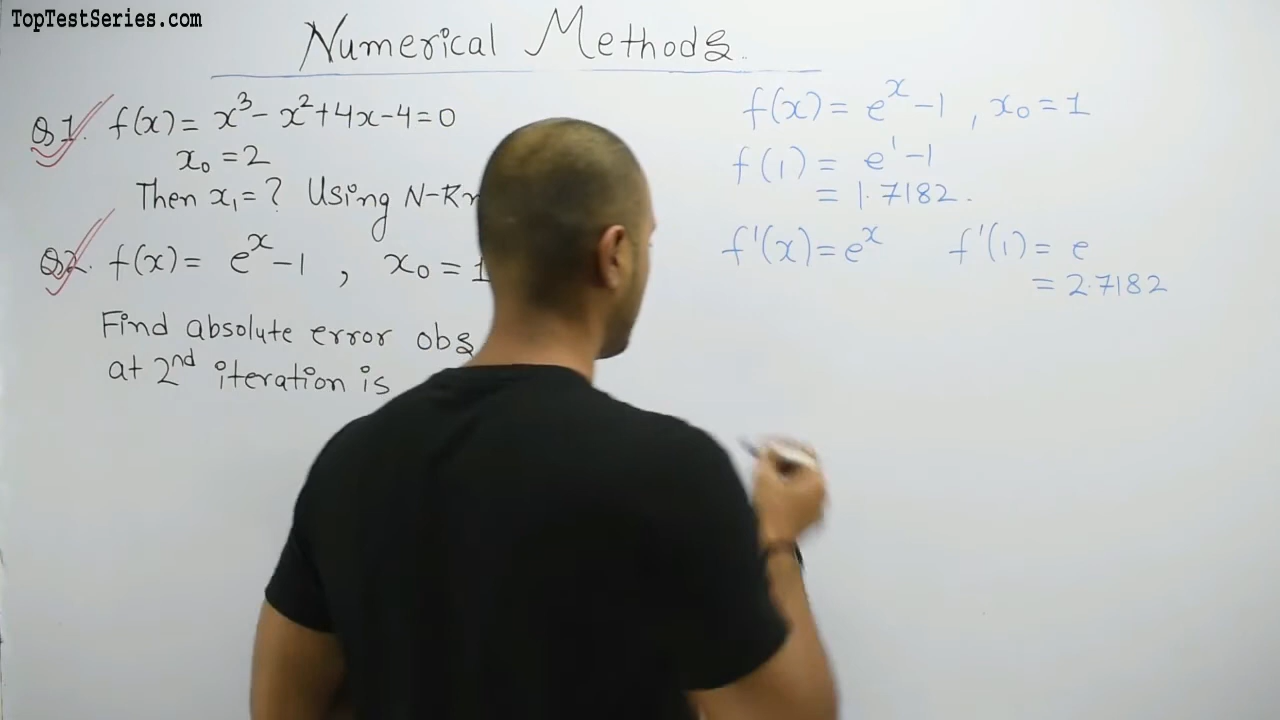 TopTestSeries.com
Numerical Methods.
Q1. f(x) = x³ - x² + 4x - 4 = 0
x₀ = 2
Then x₁ = ? Using
Q2. f(x) = eˣ - 1 , x₀ = 1
Find absolute error
at 2nd iteration is
f(x) = eˣ - 1 , x₀ = 1
f(1) = e¹ - 1
= 1.7182.
f'(x) = eˣ f'(1) = e
= 2.7182